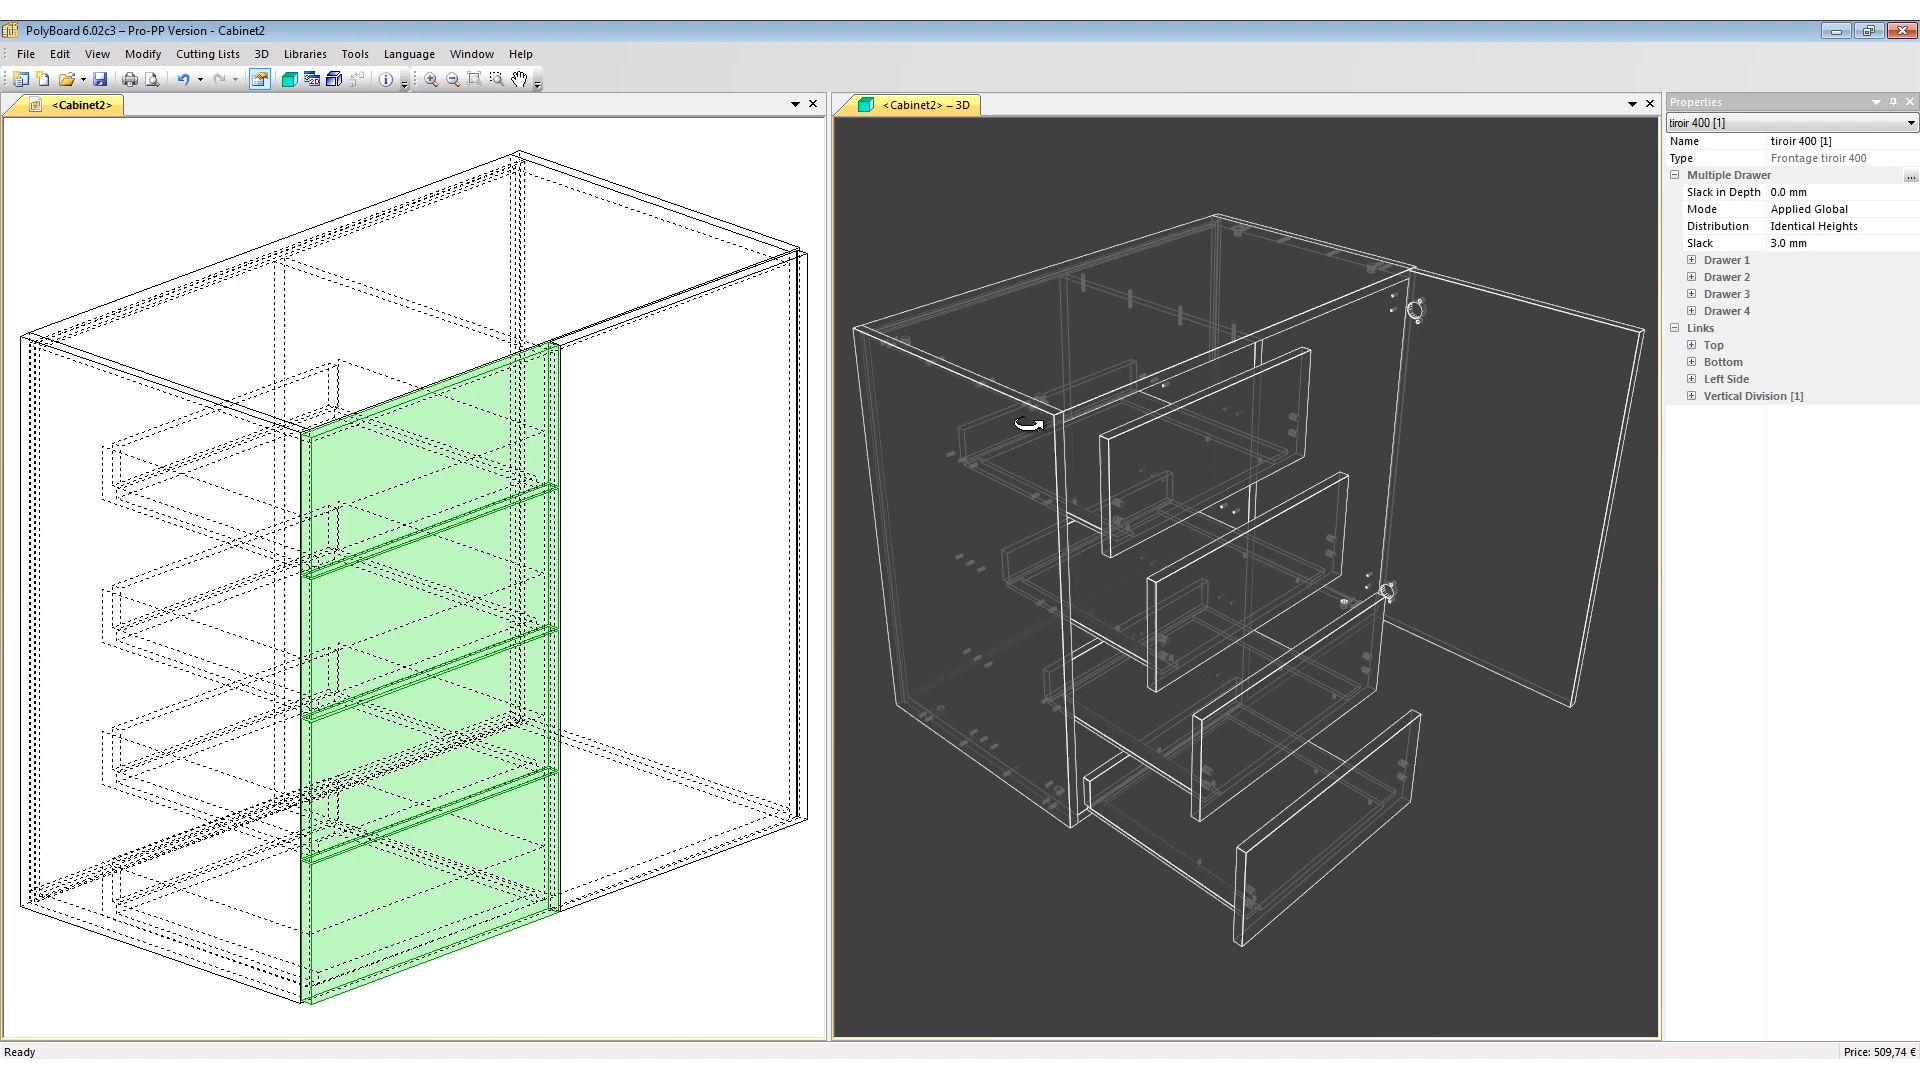 PolyBoard 6.02c3 – Pro-PP Version - Cabinet2
File Edit View Modify Cutting Lists 3D Libraries Tools Language Window Help
<Cabinet2>
<Cabinet2> – 3D
Properties
tiroir 400 [1]
Name tiroir 400 [1]
Type Frontage tiroir 400
Multiple Drawer ...
Slack in Depth 0.0 mm
Mode Applied Global
Distribution Identical Heights
Slack 3.0 mm
Drawer 1
Drawer 2
Drawer 3
Drawer 4
Links
Top
Bottom
Left Side
Vertical Division [1]
Ready
Price: 509,74 €